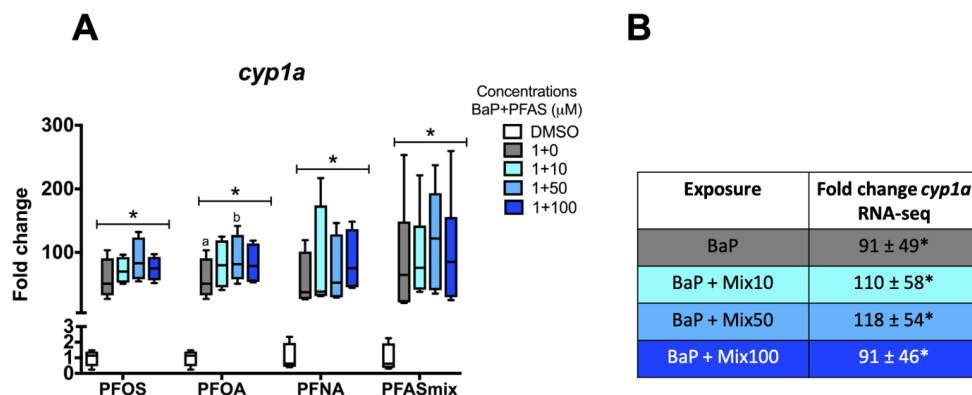 A
cyp1a
Fold change
300
200
100
3
2
1
0
*
*
a
b
*
*
PFOS
PFOA
PFNA
PFASmix
Concentrations
BaP+PFAS (µM)
DMSO
1+0
1+10
1+50
1+100
B
Exposure
Fold change cyp1a
RNA-seq
BaP
91 ± 49*
BaP + Mix10
110 ± 58*
BaP + Mix50
118 ± 54*
BaP + Mix100
91 ± 46*